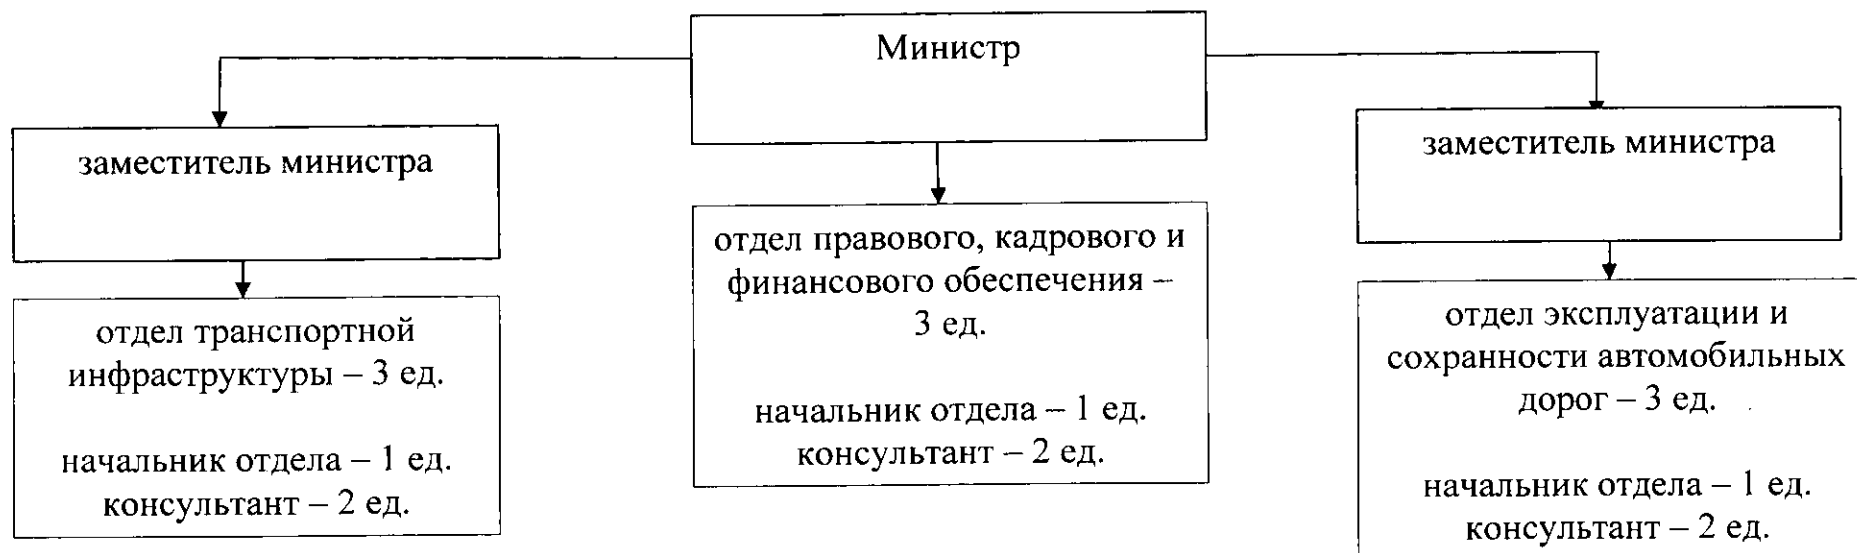 Министр
заместитель министра
заместитель министра
отдел правового, кадрового и
финансового обеспечения –
3 ед.
начальник отдела – 1 ед.
консультант – 2 ед.
отдел транспортной
инфраструктуры – 3 ед.
начальник отдела – 1 ед.
консультант – 2 ед.
отдел эксплуатации и
сохранности автомобильных
дорог – 3 ед.
начальник отдела – 1 ед.
консультант – 2 ед.